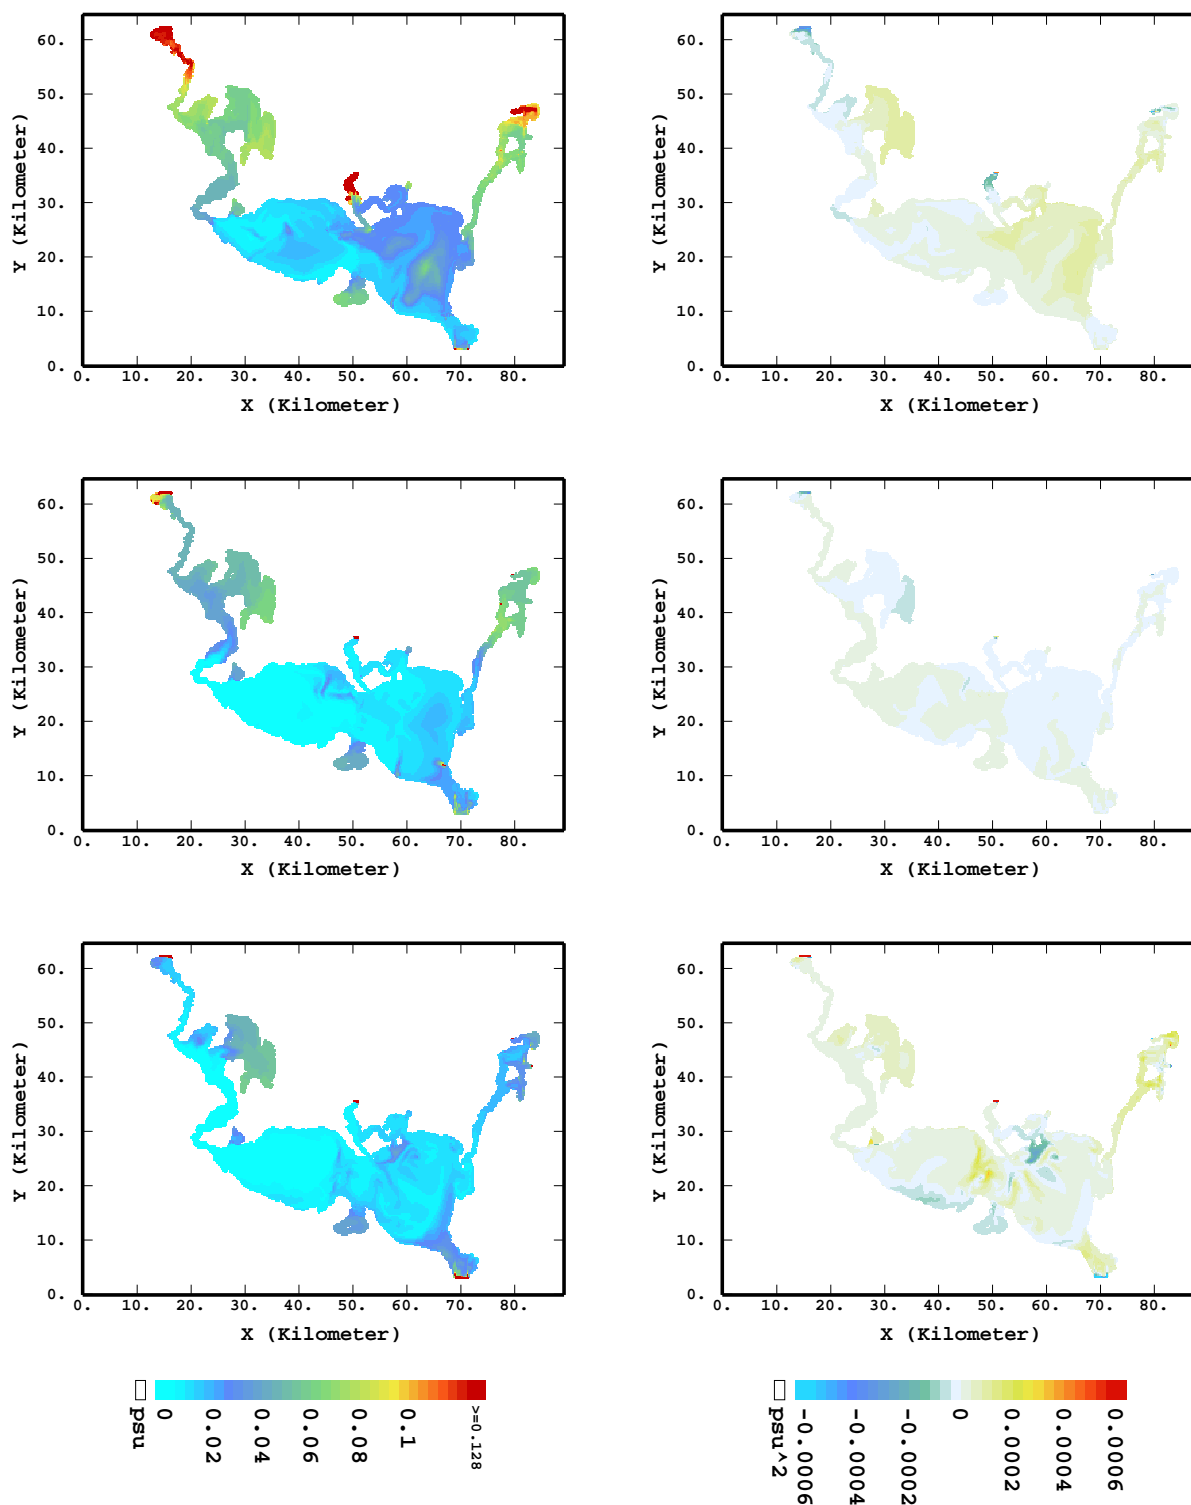 60.
50.
40.
30.
20.
10.
0.
Y (Kilometer)
0. 10. 20. 30. 40. 50. 60. 70. 80.
X (Kilometer)
60.
50.
40.
30.
20.
10.
0.
Y (Kilometer)
0. 10. 20. 30. 40. 50. 60. 70. 80.
X (Kilometer)
60.
50.
40.
30.
20.
10.
0.
Y (Kilometer)
0. 10. 20. 30. 40. 50. 60. 70. 80.
X (Kilometer)
60.
50.
40.
30.
20.
10.
0.
Y (Kilometer)
0. 10. 20. 30. 40. 50. 60. 70. 80.
X (Kilometer)
60.
50.
40.
30.
20.
10.
0.
Y (Kilometer)
0. 10. 20. 30. 40. 50. 60. 70. 80.
X (Kilometer)
60.
50.
40.
30.
20.
10.
0.
Y (Kilometer)
0. 10. 20. 30. 40. 50. 60. 70. 80.
X (Kilometer)
psu
0
0.02
0.04
0.06
0.08
0.1
>=0.128
psu^2
-0.0006
-0.0004
-0.0002
0
0.0002
0.0004
0.0006